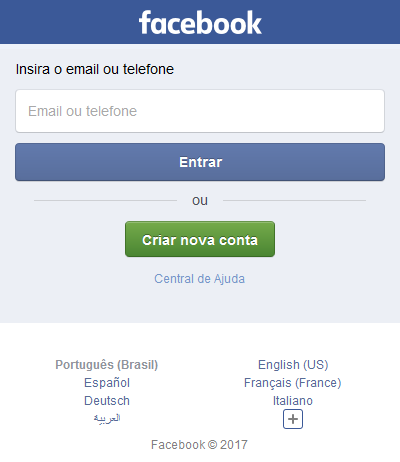 facebook
Insira o email ou telefone
Email ou telefone
Entrar
ou
Criar nova conta
Central de Ajuda
Português (Brasil) English (US)
Español Français (France)
Deutsch Italiano
العربية +
Facebook © 2017